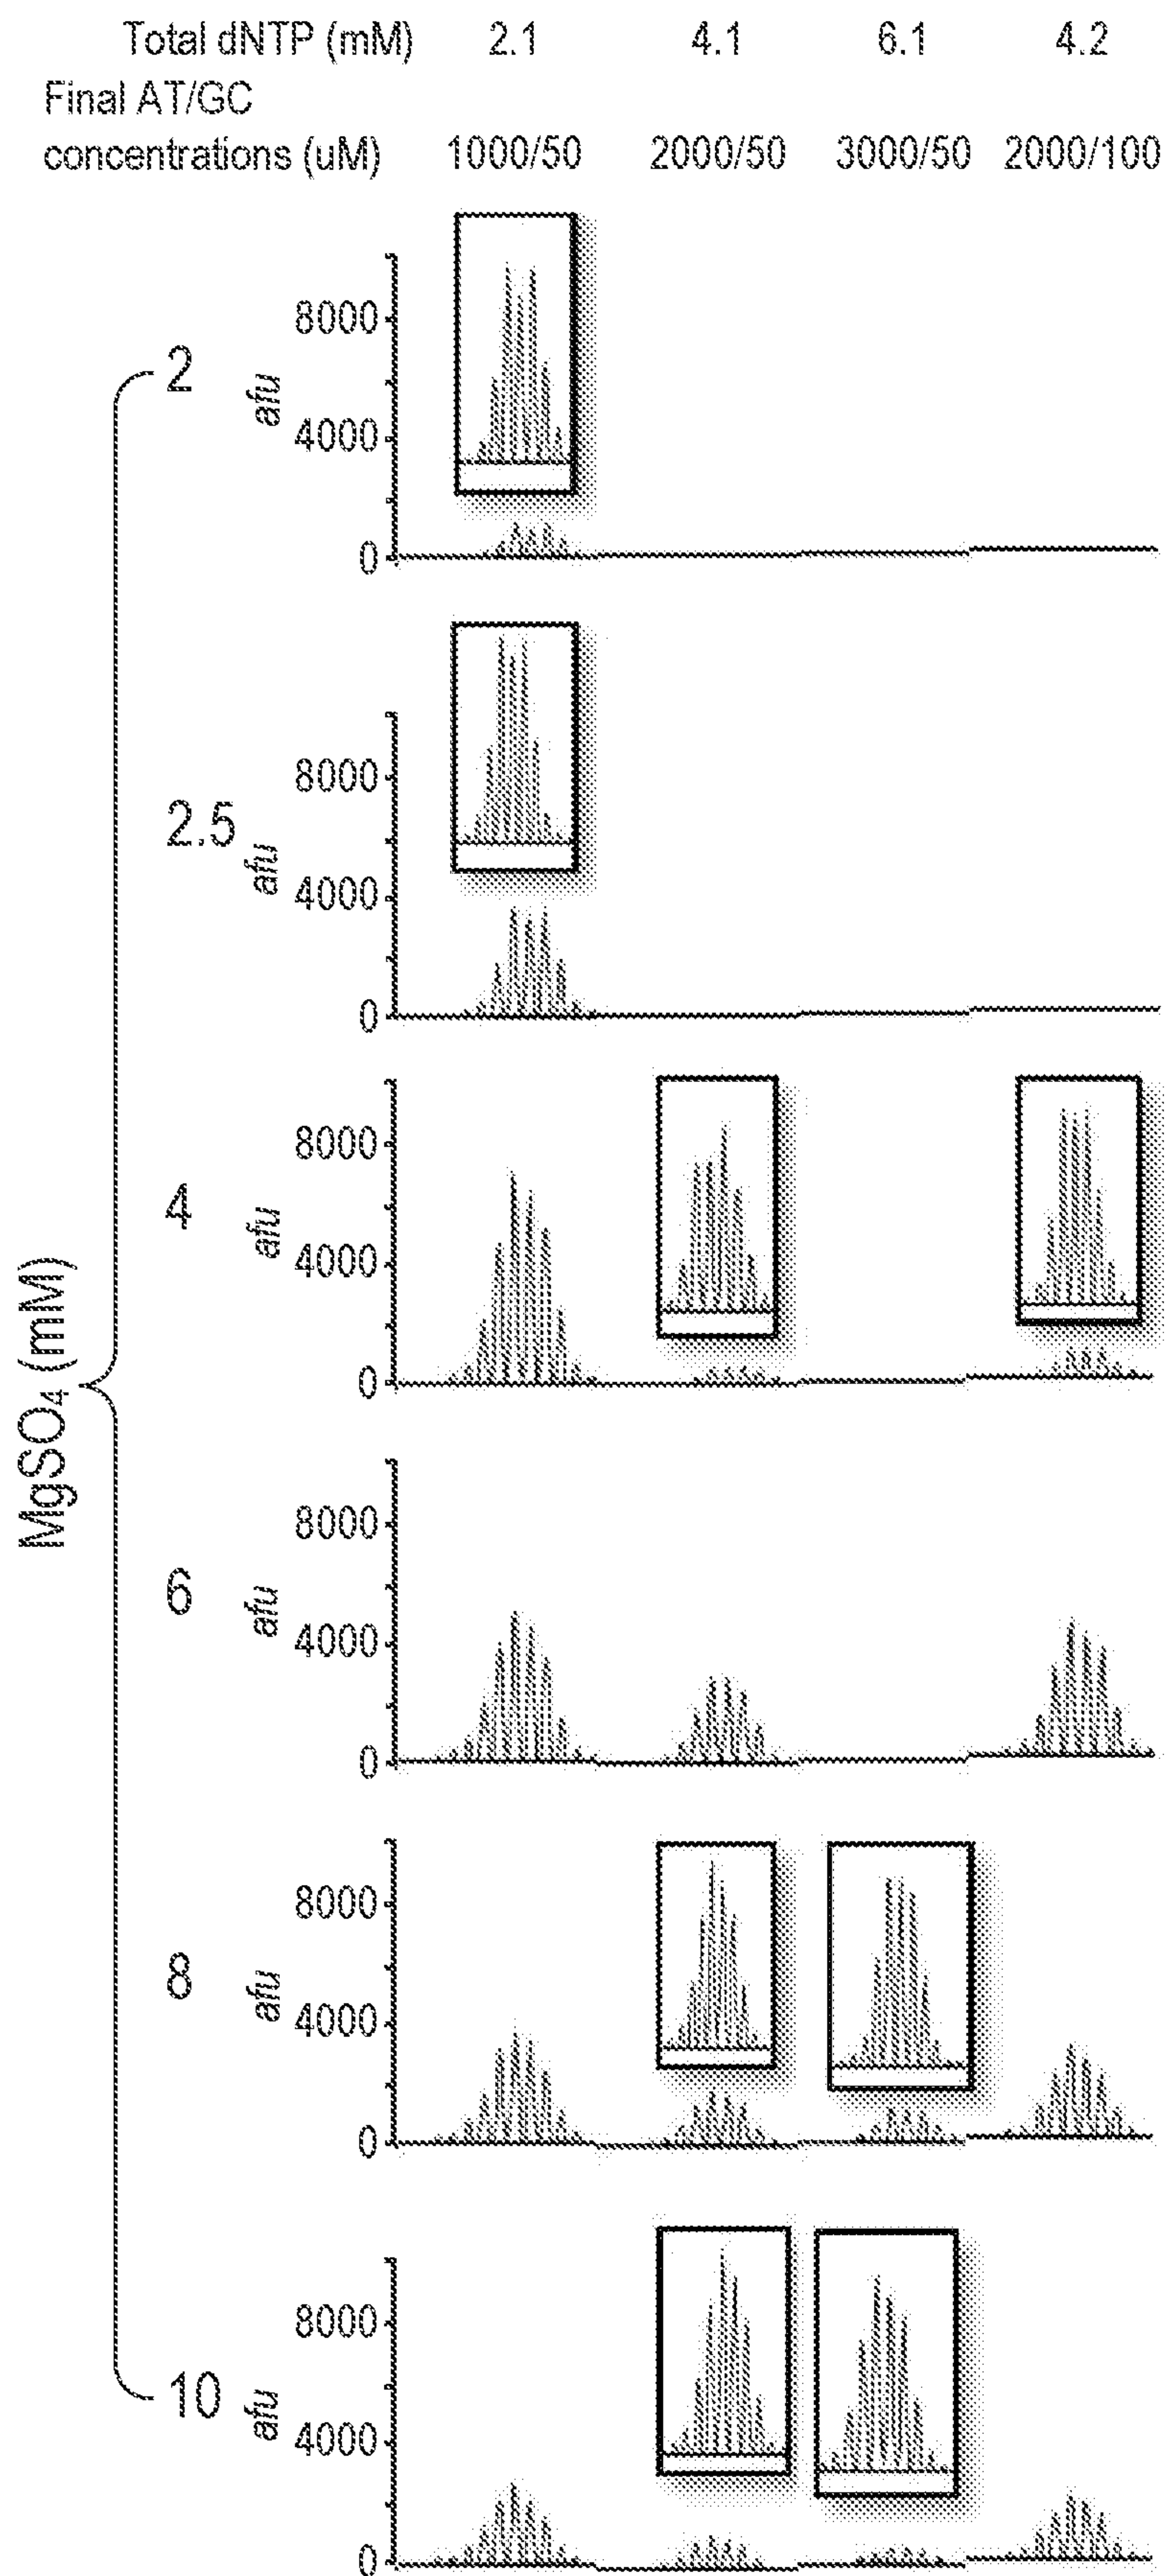 Total dNTP (mM) 2.1 4.1 6.1 4.2
Final AT/GC
concentrations (uM) 1000/50 2000/50 3000/50 2000/100
8000
2
afu
4000
0
8000
2.5
afu
4000
0
8000
4
afu
4000
0
MgSO₄ (mM)
8000
6
afu
4000
0
8000
8
afu
4000
0
8000
10
afu
4000
0